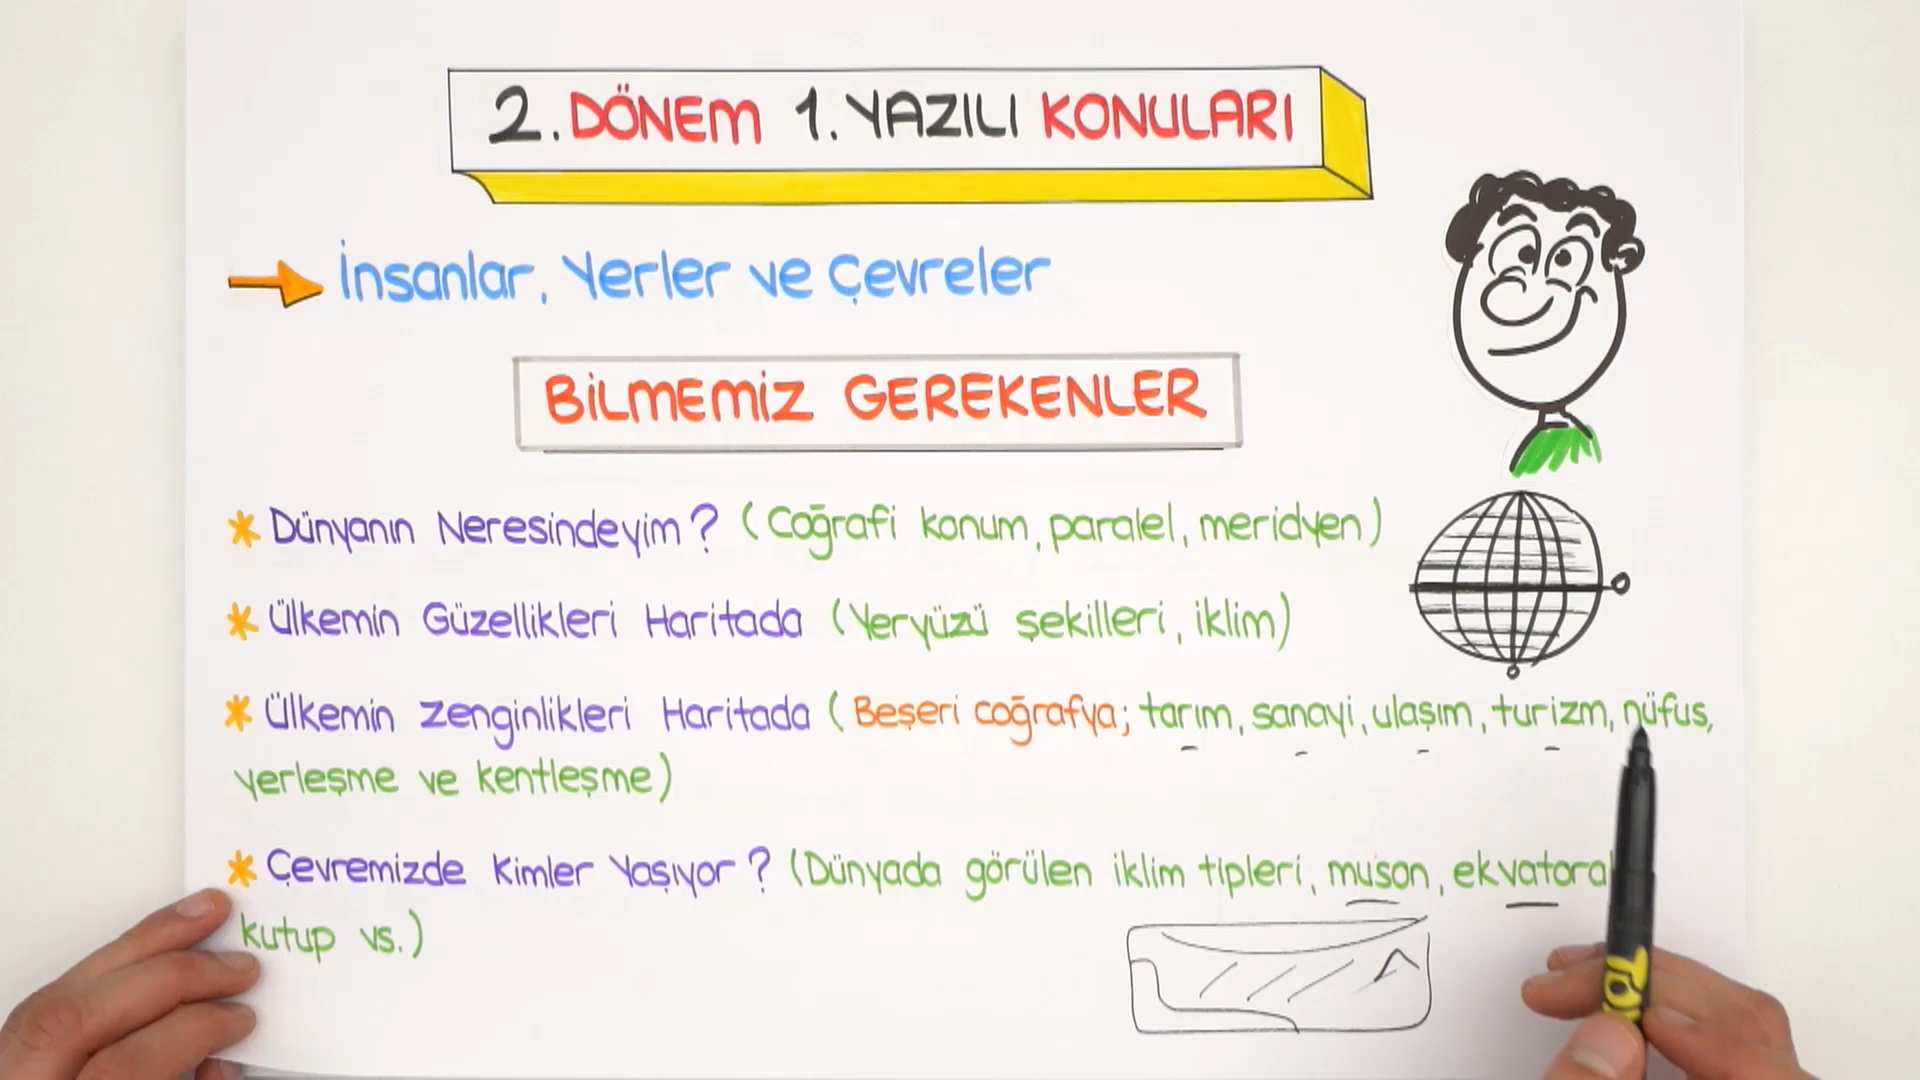 2. DÖNEM 1. YAZILI KONULARI
İnsanlar, Yerler ve Çevreler
BİLMEMİZ GEREKENLER
* Dünyanın Neresindeyim? (Coğrafi konum, paralel, meridyen)
* Ülkemin Güzellikleri Haritada (Yeryüzü şekilleri, iklim)
* Ülkemin zenginlikleri Haritada (Beşeri coğrafya; tarım, sanayi, ulaşım, turizm, nüfus,
yerleşme ve kentleşme)
* Çevremizde Kimler Yaşıyor? (Dünyada görülen iklim tipleri, muson, ekvatoral
kutup vs.)